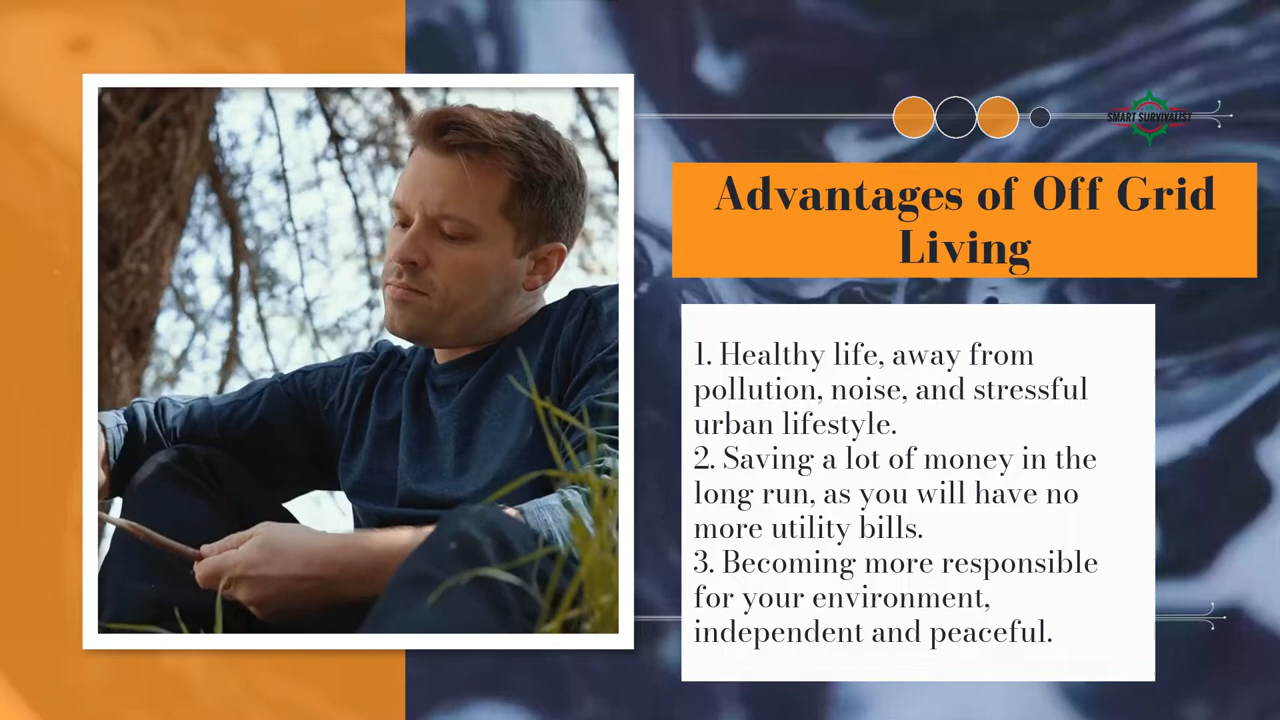 SMART SURVIVALIST
Advantages of Off Grid
Living
1. Healthy life, away from
pollution, noise, and stressful
urban lifestyle.
2. Saving a lot of money in the
long run, as you will have no
more utility bills.
3. Becoming more responsible
for your environment,
independent and peaceful.